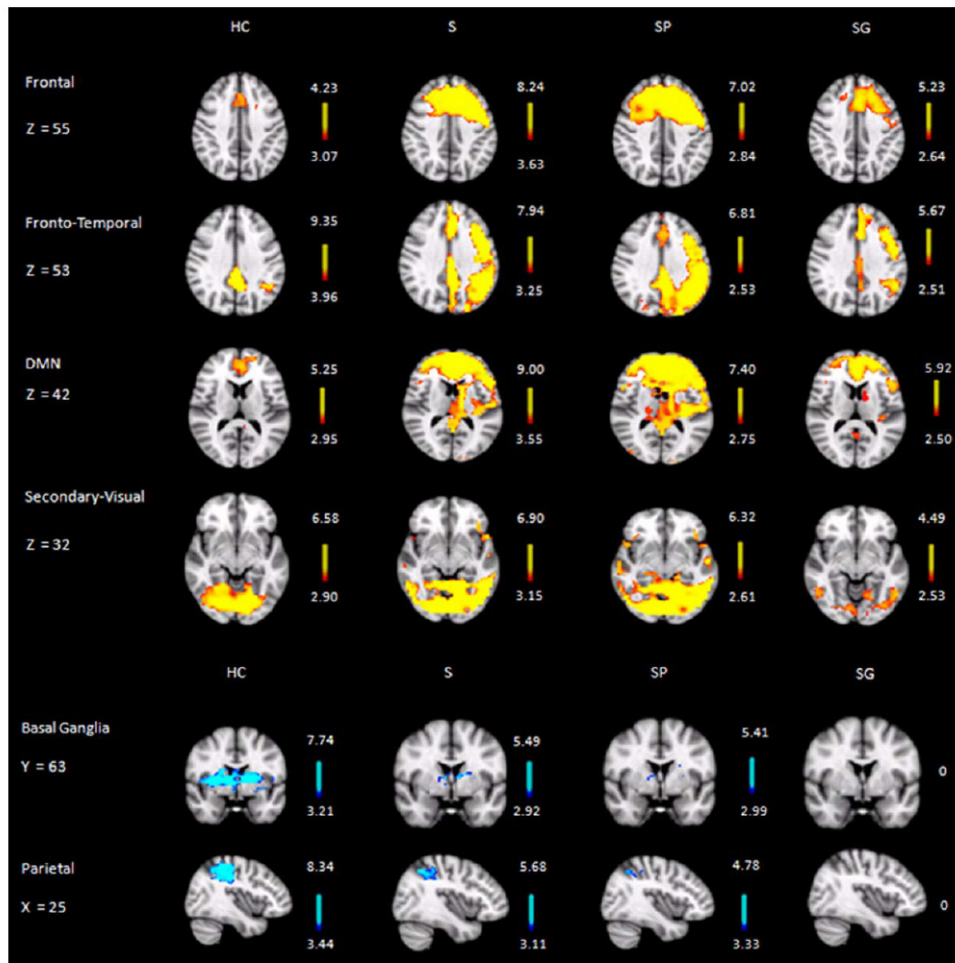 HC S SP SG
Frontal
Z = 55
4.23 8.24 7.02 5.23
3.07 3.63 2.84 2.64
Fronto-Temporal
Z = 53
9.35 7.94 6.81 5.67
3.96 3.25 2.53 2.51
DMN
Z = 42
5.25 9.00 7.40 5.92
2.95 3.55 2.75 2.50
Secondary-Visual
Z = 32
6.58 6.90 6.32 4.49
2.90 3.15 2.61 2.53
HC S SP SG
Basal Ganglia
Y = 63
7.74 5.49 5.41
0
3.21 2.92 2.99
Parietal
X = 25
8.34 5.68 4.78
0
3.44 3.11 3.33